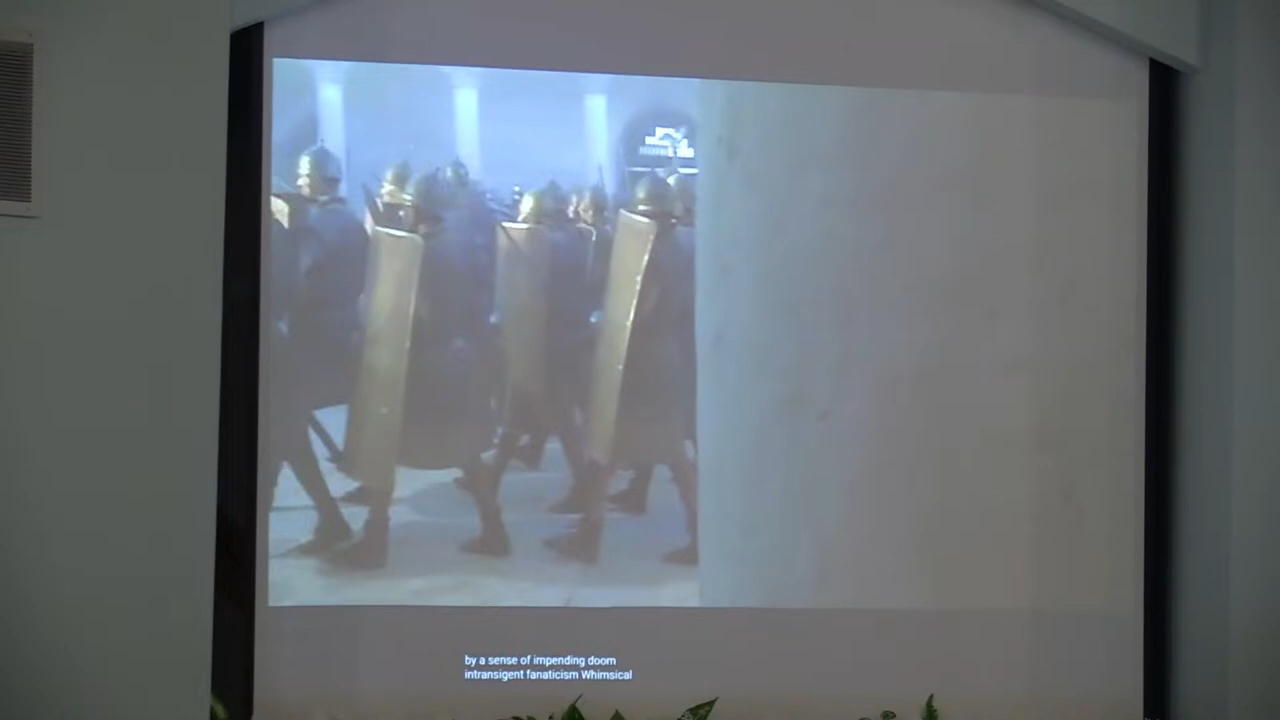 by a sense of impending doom
intransigent fanaticism Whimsical